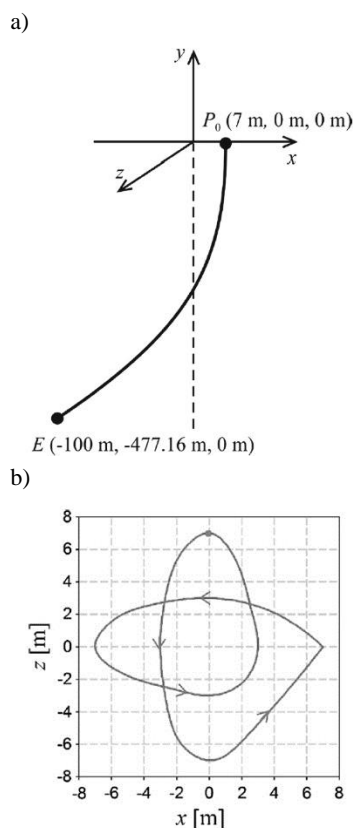 a)
y
P₀ (7 m, 0 m, 0 m)
x
z
E (-100 m, -477.16 m, 0 m)
b)
8
6
4
2
0
-2
-4
-6
-8
z [m]
-8 -6 -4 -2 0 2 4 6 8
x [m]